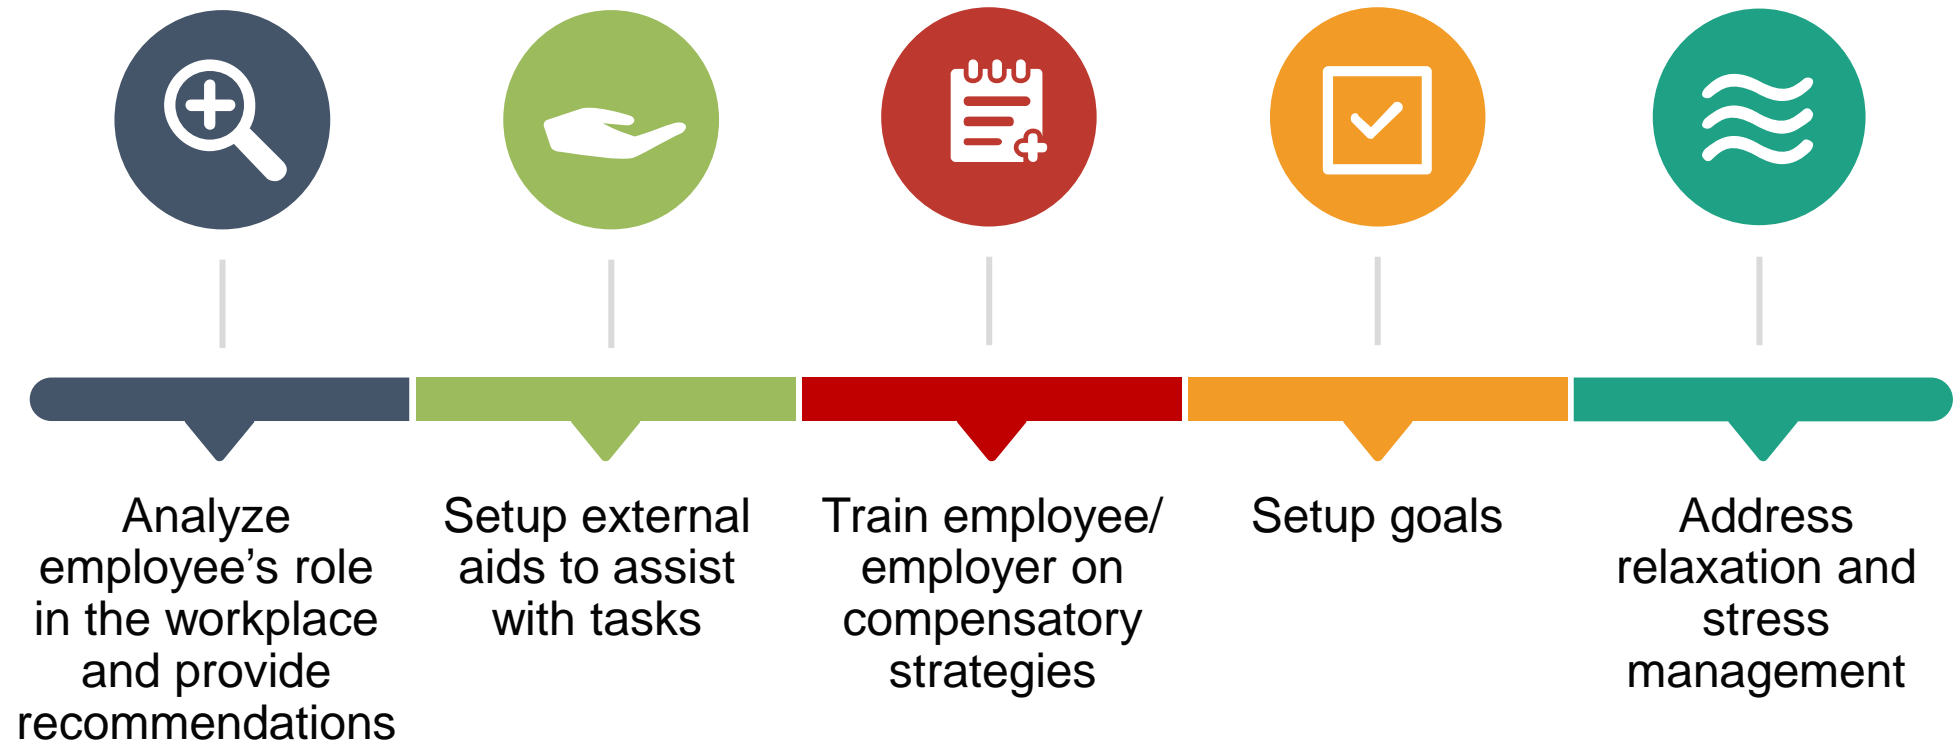 Analyze
employee’s role
in the workplace
and provide
recommendations
Setup external
aids to assist
with tasks
Train employee/
employer on
compensatory
strategies
Setup goals
Address
relaxation and
stress
management